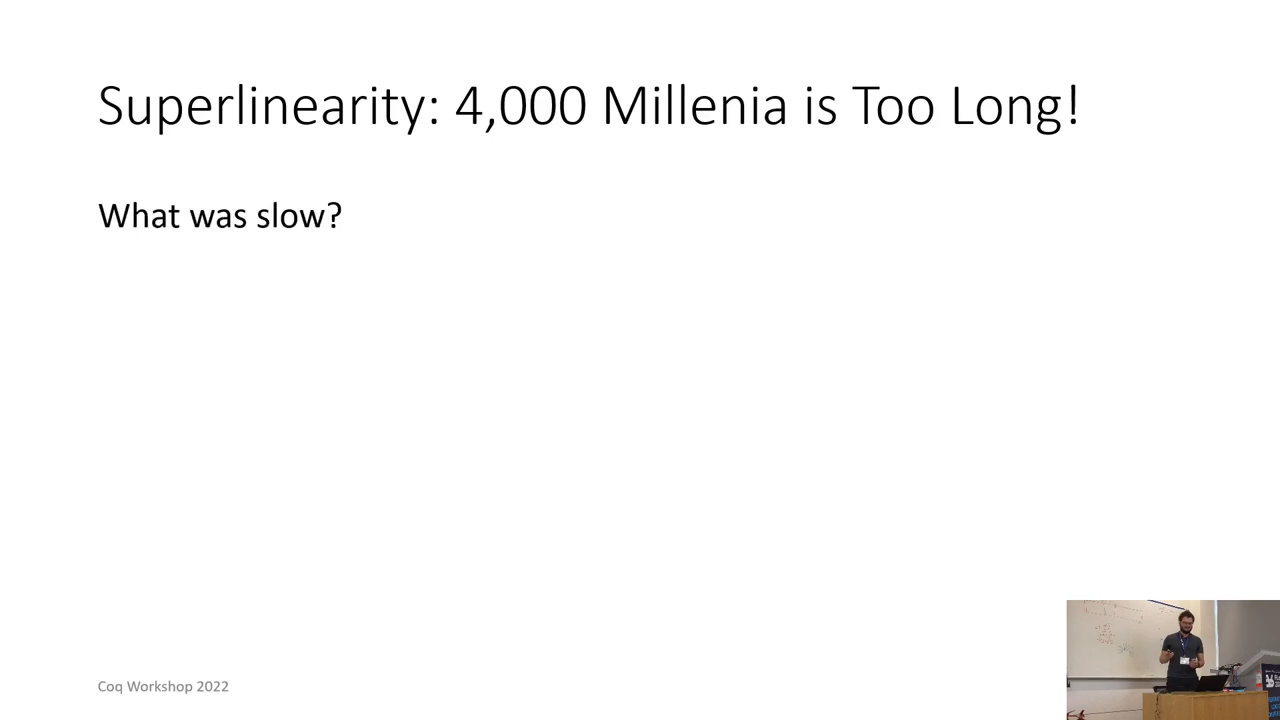 Superlinearity: 4,000 Millenia is Too Long!
What was slow?
Coq Workshop 2022